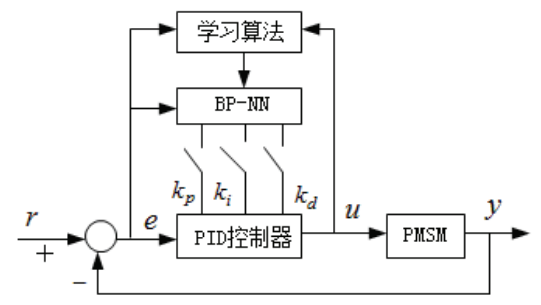 学习算法
BP-NN
k_p k_i k_d
r e PID控制器 u PMSM y
+
−